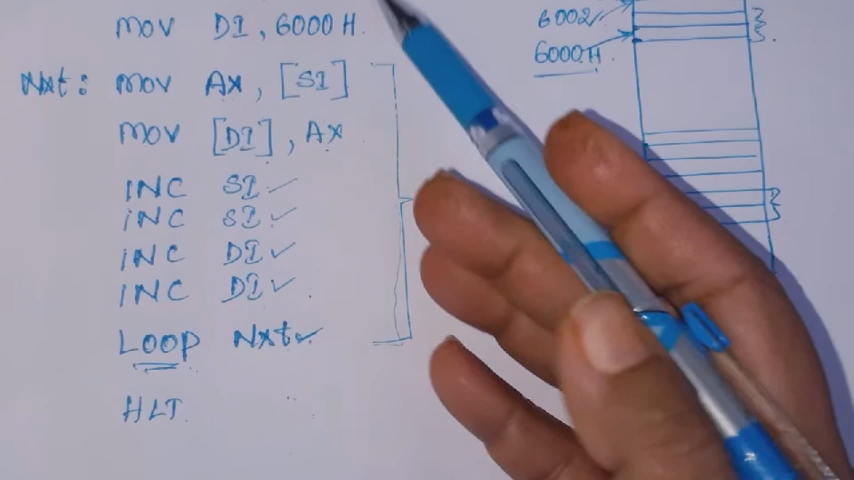 MOV DI, 6000 H.
Nxt: MOV AX, [SI]
MOV [DI], AX
INC SI
INC SI
INC DI
INC DI
LOOP Nxt
HLT
6002
6000H